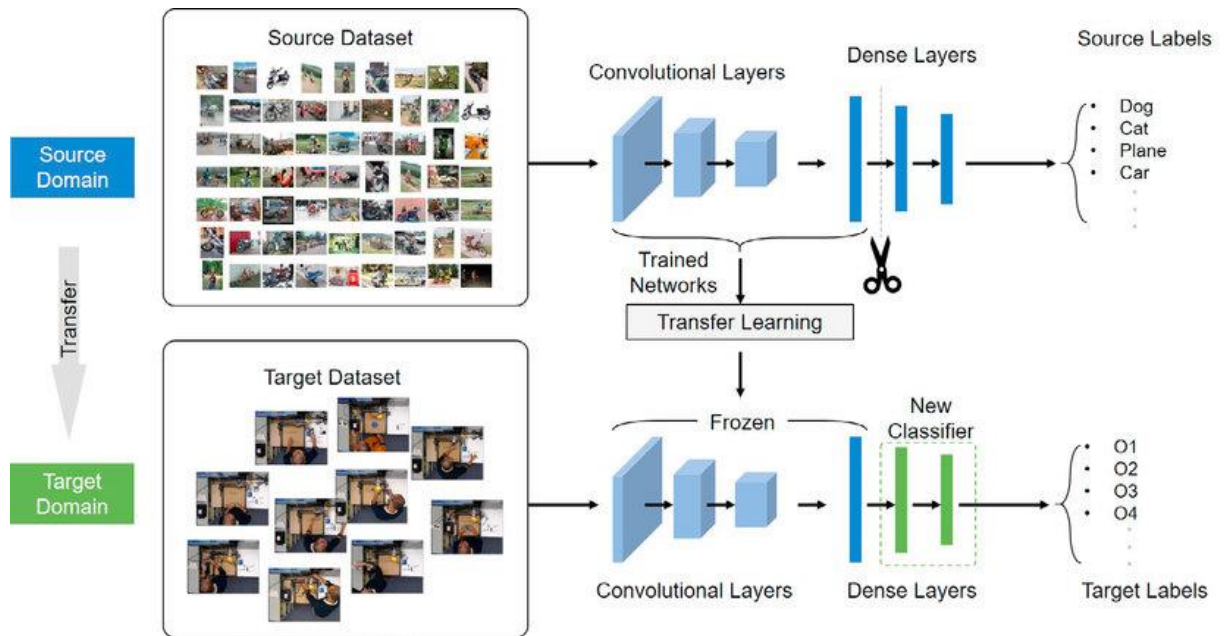 Source Dataset
Convolutional Layers
Dense Layers
Source Labels
• Dog
• Cat
• Plane
• Car
Source
Domain
Trained
Networks
Transfer Learning
Transfer
Target Dataset
Frozen
New
Classifier
Target
Domain
• O1
• O2
• O3
• O4
Convolutional Layers
Dense Layers
Target Labels